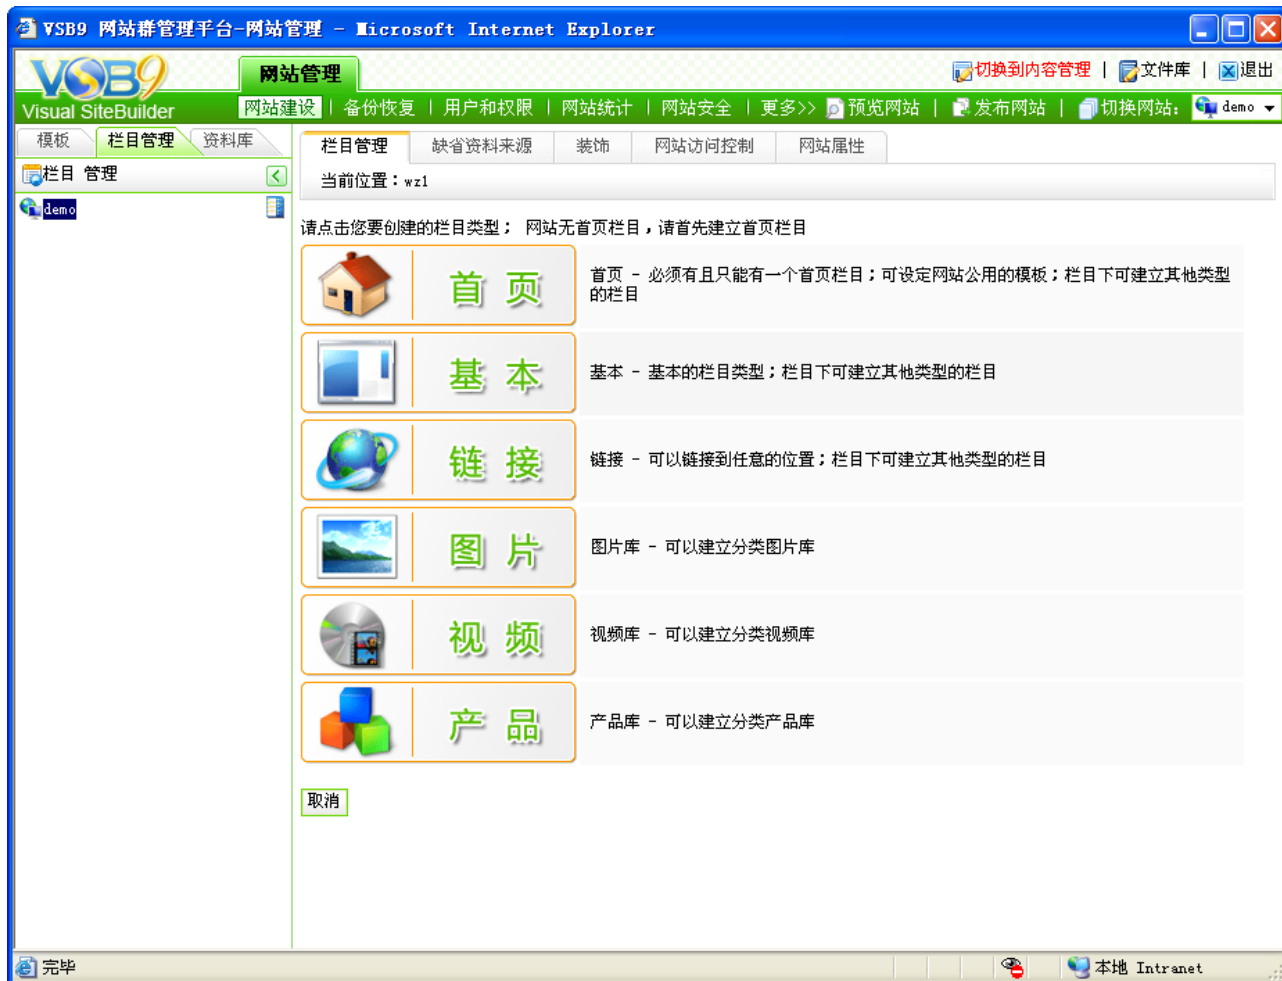 VSB9 网站群管理平台-网站管理 - Microsoft Internet Explorer
VSB9
Visual SiteBuilder
网站管理
切换到内容管理 | 文件库 | 退出
网站建设 | 备份恢复 | 用户和权限 | 网站统计 | 网站安全 | 更多>> 预览网站 | 发布网站 | 切换网站: demo
模板 栏目管理 资料库
栏目管理 缺省资料来源 装饰 网站访问控制 网站属性
栏目 管理
当前位置:wz1
demo
请点击您要创建的栏目类型; 网站无首页栏目,请首先建立首页栏目
首页
首页 - 必须有且只能有一个首页栏目;可设定网站公用的模板;栏目下可建立其他类型
的栏目
基本
基本 - 基本的栏目类型;栏目下可建立其他类型的栏目
链接
链接 - 可以链接到任意的位置;栏目下可建立其他类型的栏目
图片
图片库 - 可以建立分类图片库
视频
视频库 - 可以建立分类视频库
产品
产品库 - 可以建立分类产品库
取消
完毕
本地 Intranet